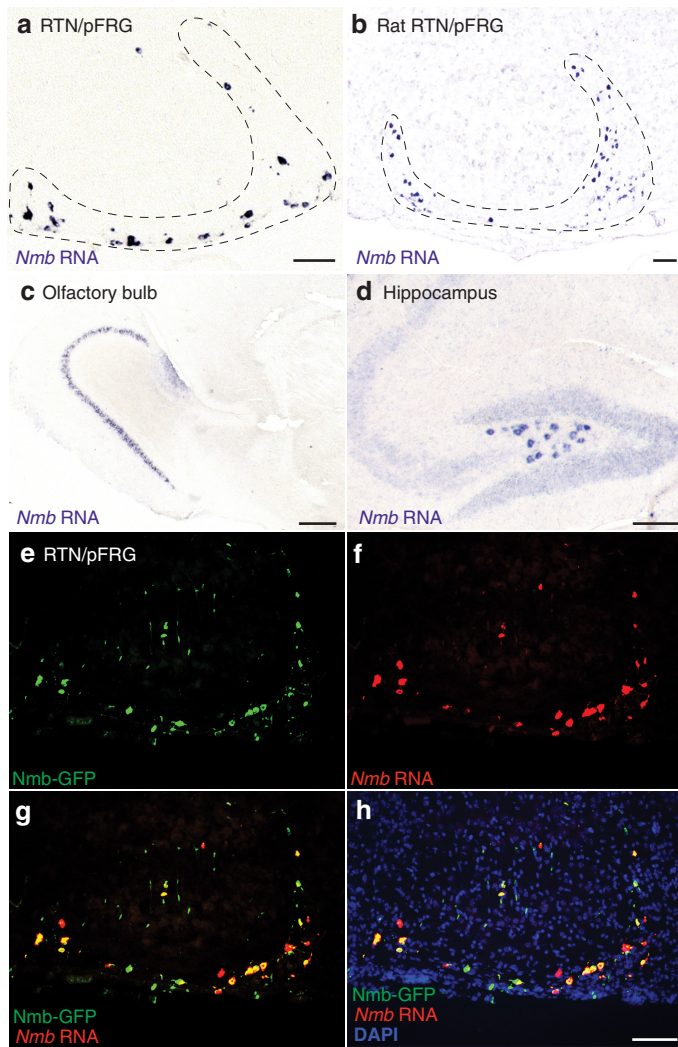 a RTN/pFRG
Nmb RNA
b Rat RTN/pFRG
Nmb RNA
c Olfactory bulb
Nmb RNA
d Hippocampus
Nmb RNA
e RTN/pFRG
Nmb-GFP
f
Nmb RNA
g
Nmb-GFP
Nmb RNA
h
Nmb-GFP
Nmb RNA
DAPI